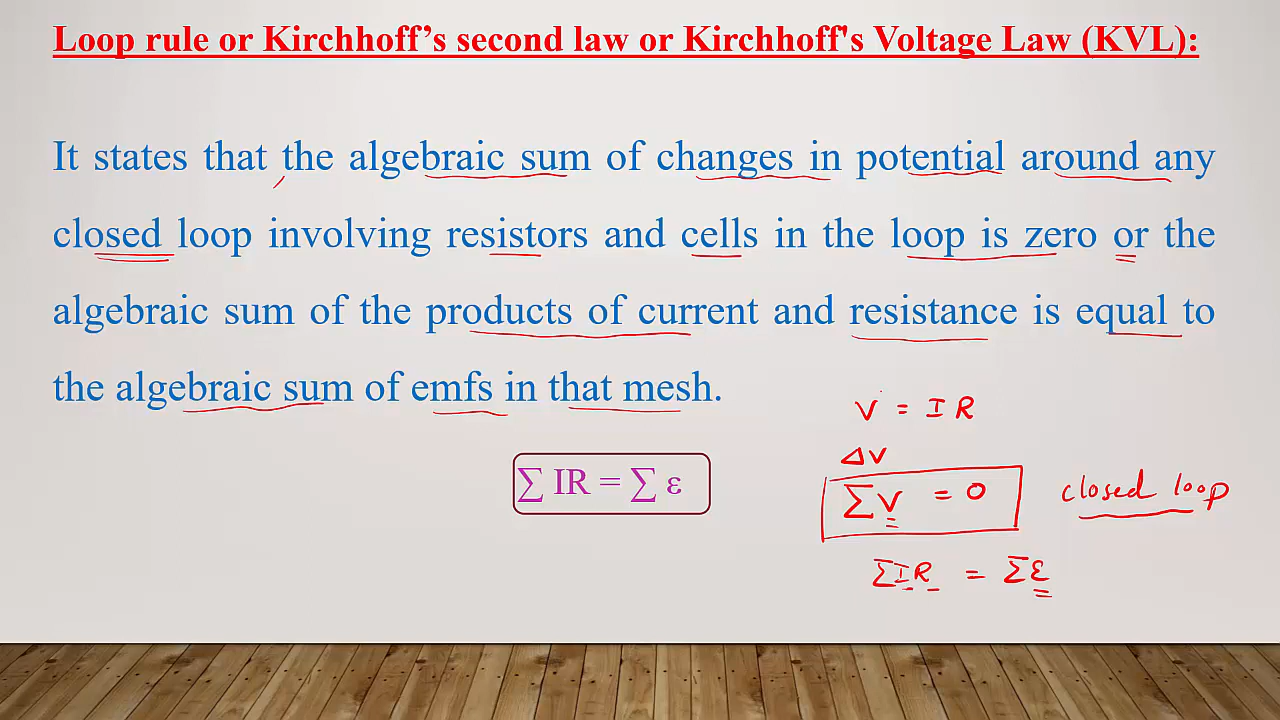 Loop rule or Kirchhoff’s second law or Kirchhoff's Voltage Law (KVL):
It states that the algebraic sum of changes in potential around any
closed loop involving resistors and cells in the loop is zero or the
algebraic sum of the products of current and resistance is equal to
the algebraic sum of emfs in that mesh.
V = IR
ΔV
∑ IR = ∑ ε
∑V = 0 closed loop
∑IR = ∑ε